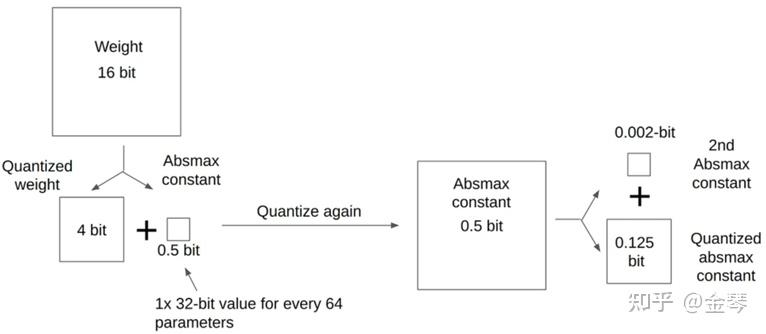 Weight
16 bit
Quantized
weight
Absmax
constant
4 bit
+
0.5 bit
1x 32-bit value for every 64
parameters
Quantize again
Absmax
constant
0.5 bit
0.002-bit
2nd
Absmax
constant
+
0.125
bit
Quantized
absmax
constant
知乎 @金琴